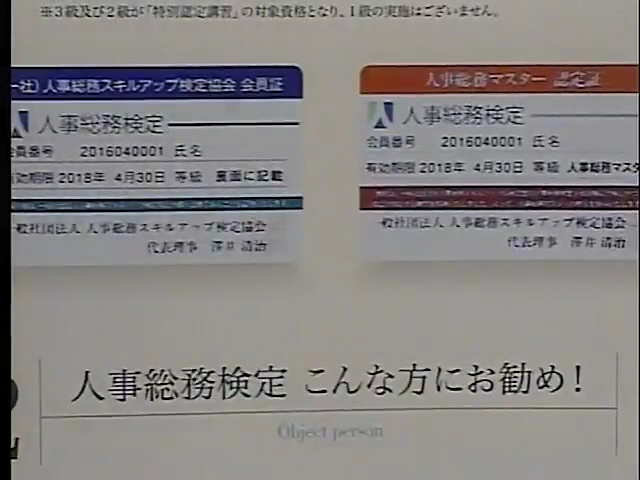 ※3級及び2級が「特別認定講習」の対象資格となり、1級の実施はございません。
一社) 人事総務スキルアップ検定協会 会員証
人事総務検定
会員番号 2016040001 氏名
有効期限 2018年 4月30日 等級 裏面に記載
一般社団法人 人事総務スキルアップ検定協会
代表理事 澤井 清治
人事総務マスター 認定証
人事総務検定
会員番号 2016040001 氏名
有効期限 2018年 4月30日 等級 人事総務マス
一般社団法人 人事総務スキルアップ検定協会
代表理事 澤井 清治
人事総務検定 こんな方にお勧め!
Object person